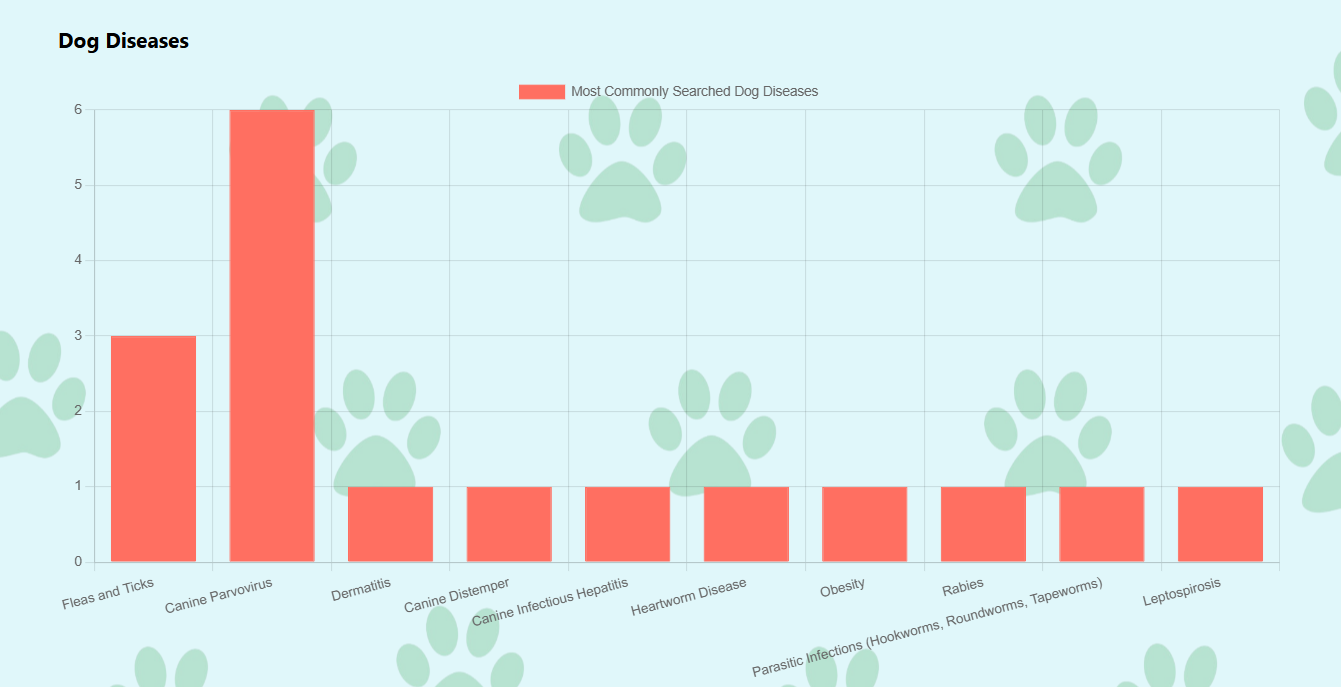 Dog Diseases
Most Commonly Searched Dog Diseases
6
5
4
3
2
1
0
Fleas and Ticks
Canine Parvovirus
Dermatitis
Canine Distemper
Canine Infectious Hepatitis
Heartworm Disease
Obesity
Rabies
Parasitic Infections (Hookworms, Roundworms, Tapeworms)
Leptospirosis